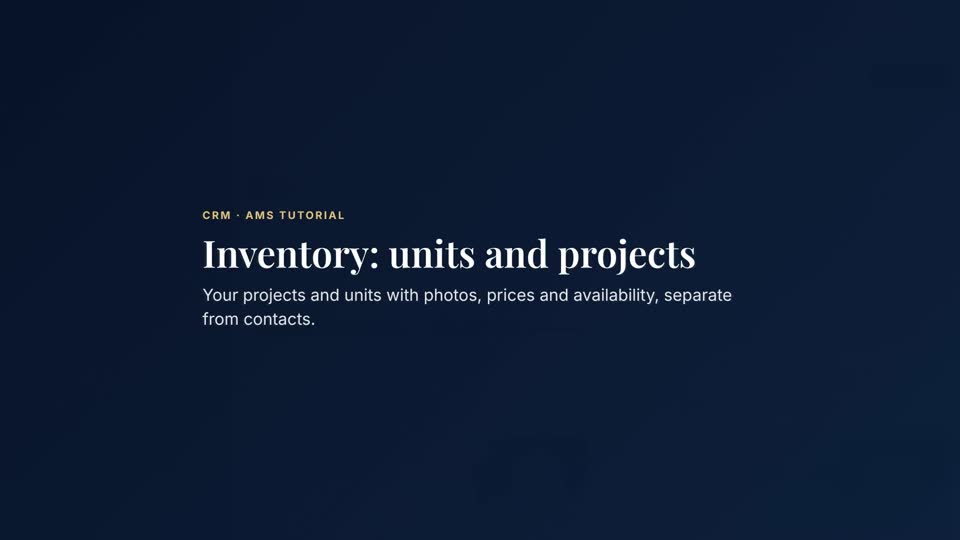 CRM · AMS TUTORIAL
Inventory: units and projects
Your projects and units with photos, prices and availability, separate
from contacts.